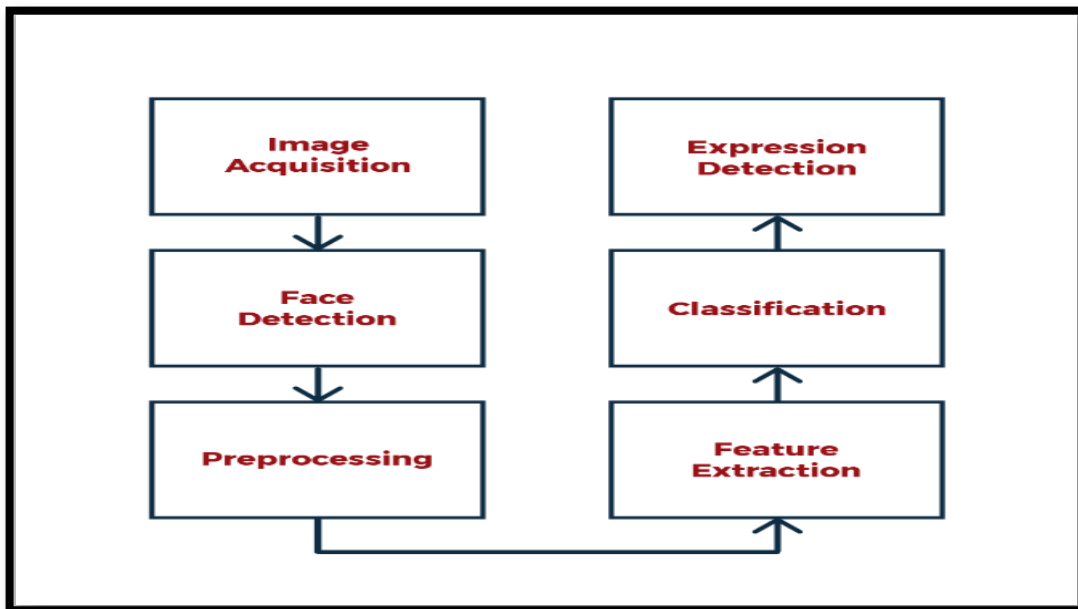 Image
Acquisition
Face
Detection
Preprocessing
Feature
Extraction
Classification
Expression
Detection